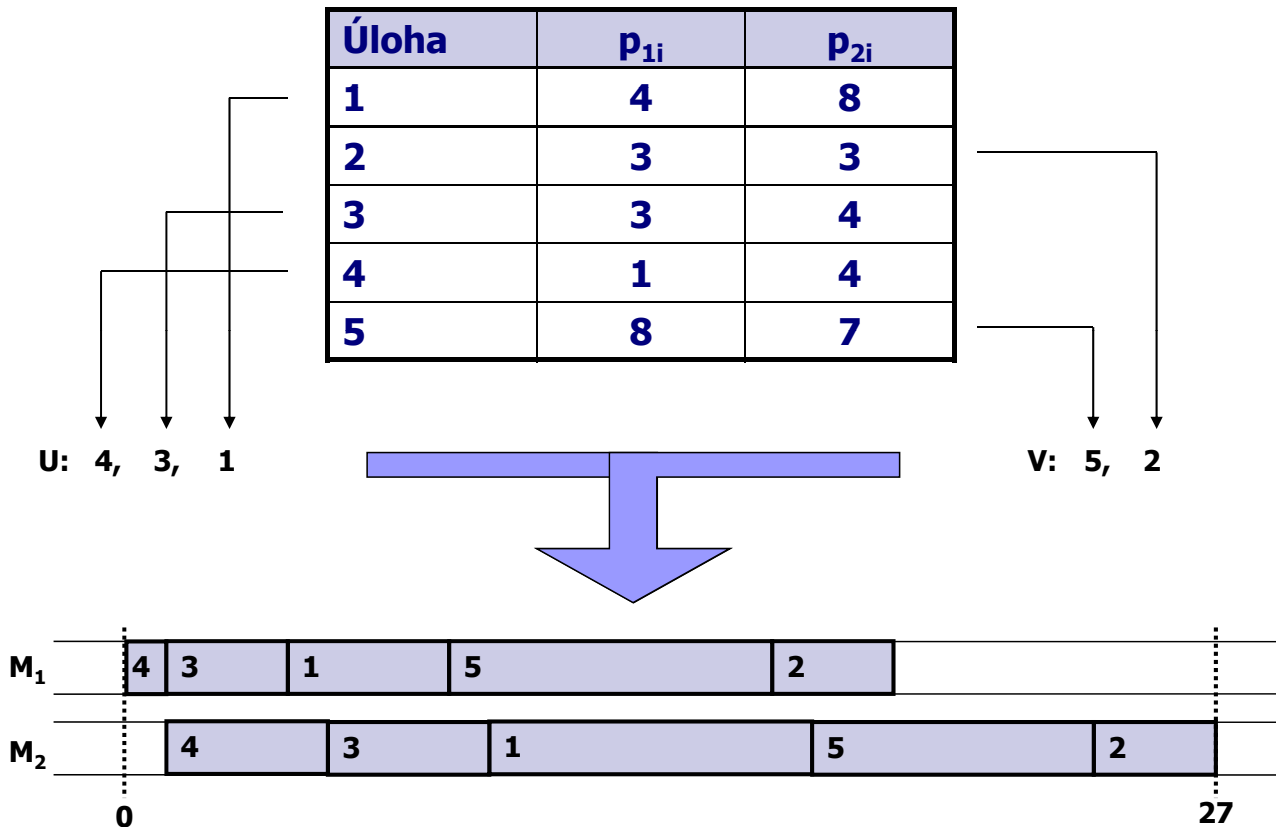 Úloha p₁ᵢ p₂ᵢ
1 4 8
2 3 3
3 3 4
4 1 4
5 8 7
U: 4, 3, 1
V: 5, 2
M₁ 4 3 1 5 2
M₂ 4 3 1 5 2
0 27